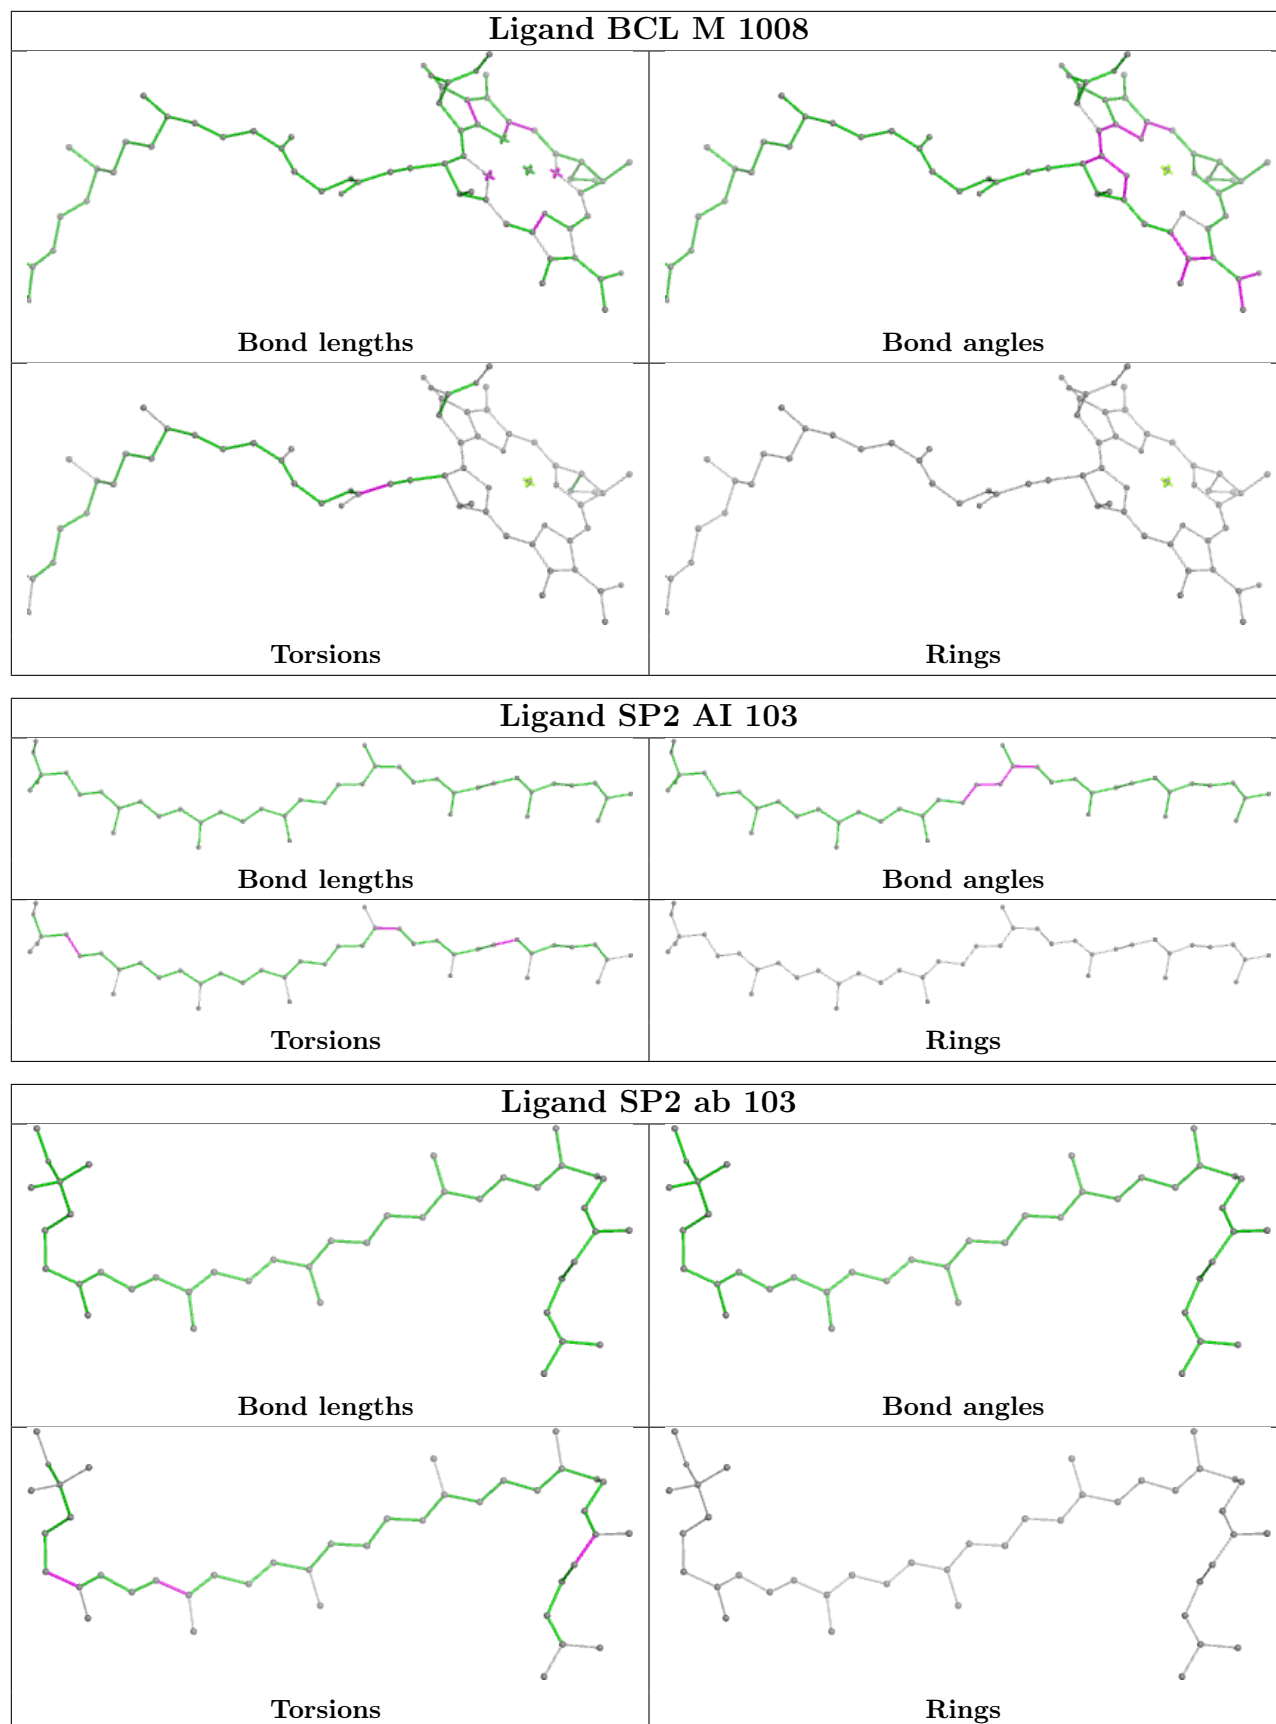 Ligand BCL M 1008
Bond lengths
Bond angles
Torsions
Rings
Ligand SP2 AI 103
Bond lengths
Bond angles
Torsions
Rings
Ligand SP2 ab 103
Bond lengths
Bond angles
Torsions
Rings